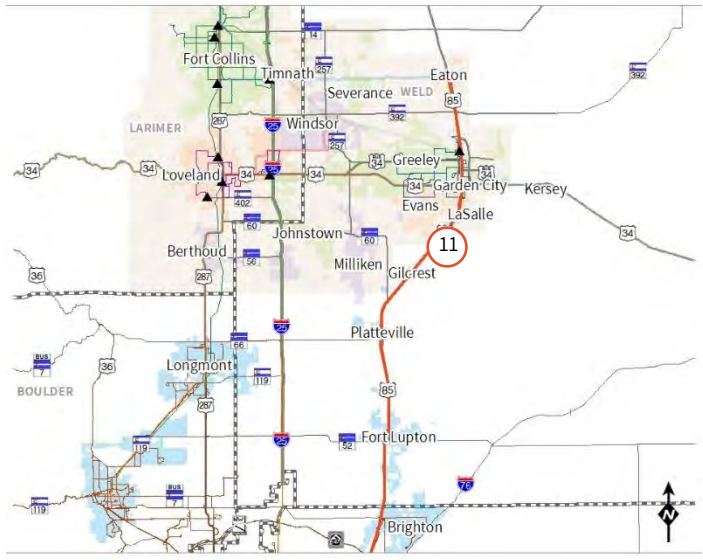 14
Fort Collins
Timnath
257
392
Eaton
Severance
WELD
85
392
LARIMER
287
25
Windsor
257
34
34
Loveland
25
34
34
Greeley
34
34
34
Garden City
Kersey
402
Evans
LaSalle
60
Johnstown
60
11
34
Berthoud
56
Milliken
Gilcrest
36
287
25
Platteville
66
BUS
7
36
Longmont
119
85
BOULDER
287
119
25
52
Fort Lupton
76
BUS
7
119
7
N
Brighton